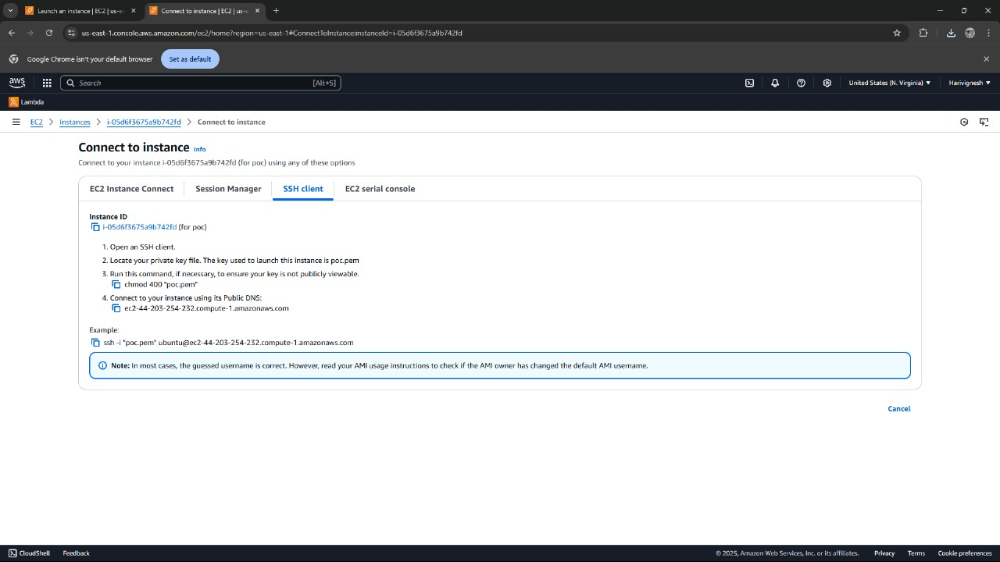 Launch an instance | EC2 | us-e
Connect to instance | EC2 | us-e
us-east-1.console.aws.amazon.com/ec2/home?region=us-east-1#ConnectToInstance:instanceId=i-05d6f3675a9b742fd
Google Chrome isn't your default browser
Set as default
aws
Search
[Alt+S]
United States (N. Virginia)
Harivignesh
Lambda
EC2
Instances
i-05d6f3675a9b742fd
Connect to instance
Connect to instance Info
Connect to your instance i-05d6f3675a9b742fd (for poc) using any of these options
EC2 Instance Connect
Session Manager
SSH client
EC2 serial console
Instance ID
i-05d6f3675a9b742fd (for poc)
1. Open an SSH client.
2. Locate your private key file. The key used to launch this instance is poc.pem
3. Run this command, if necessary, to ensure your key is not publicly viewable.
chmod 400 "poc.pem"
4. Connect to your instance using its Public DNS:
ec2-44-203-254-232.compute-1.amazonaws.com
Example:
ssh -i "poc.pem" ubuntu@ec2-44-203-254-232.compute-1.amazonaws.com
Note: In most cases, the guessed username is correct. However, read your AMI usage instructions to check if the AMI owner has changed the default AMI username.
Cancel
CloudShell
Feedback
© 2025, Amazon Web Services, Inc. or its affiliates.
Privacy
Terms
Cookie preferences